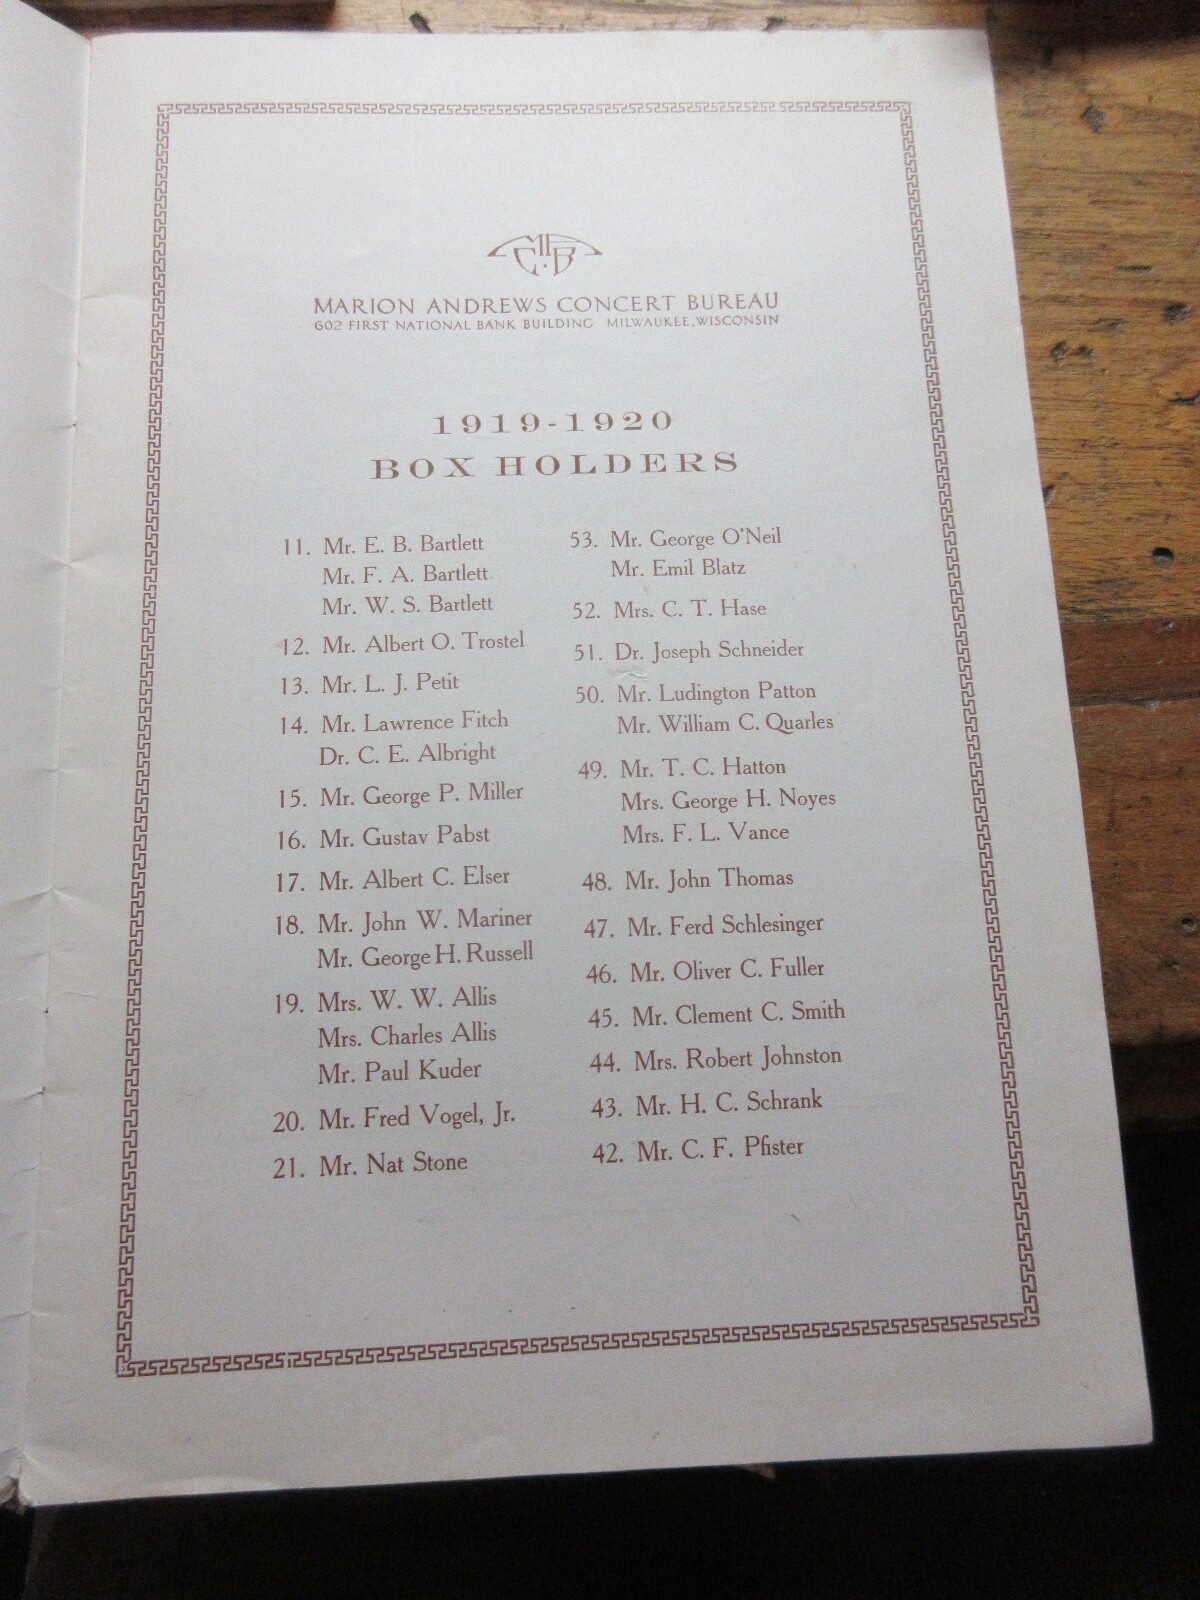 MFCB
MARION ANDREWS CONCERT BUREAU
602 FIRST NATIONAL BANK BUILDING MILWAUKEE, WISCONSIN
1919-1920
BOX HOLDERS
11. Mr. E. B. Bartlett
Mr. F. A. Bartlett
Mr. W. S. Bartlett
12. Mr. Albert O. Trostel
13. Mr. L. J. Petit
14. Mr. Lawrence Fitch
Dr. C. E. Albright
15. Mr. George P. Miller
16. Mr. Gustav Pabst
17. Mr. Albert C. Elser
18. Mr. John W. Mariner
Mr. George H. Russell
19. Mrs. W. W. Allis
Mrs. Charles Allis
Mr. Paul Kuder
20. Mr. Fred Vogel, Jr.
21. Mr. Nat Stone
53. Mr. George O'Neil
Mr. Emil Blatz
52. Mrs. C. T. Hase
51. Dr. Joseph Schneider
50. Mr. Ludington Patton
Mr. William C. Quarles
49. Mr. T. C. Hatton
Mrs. George H. Noyes
Mrs. F. L. Vance
48. Mr. John Thomas
47. Mr. Ferd Schlesinger
46. Mr. Oliver C. Fuller
45. Mr. Clement C. Smith
44. Mrs. Robert Johnston
43. Mr. H. C. Schrank
42. Mr. C. F. Pfister